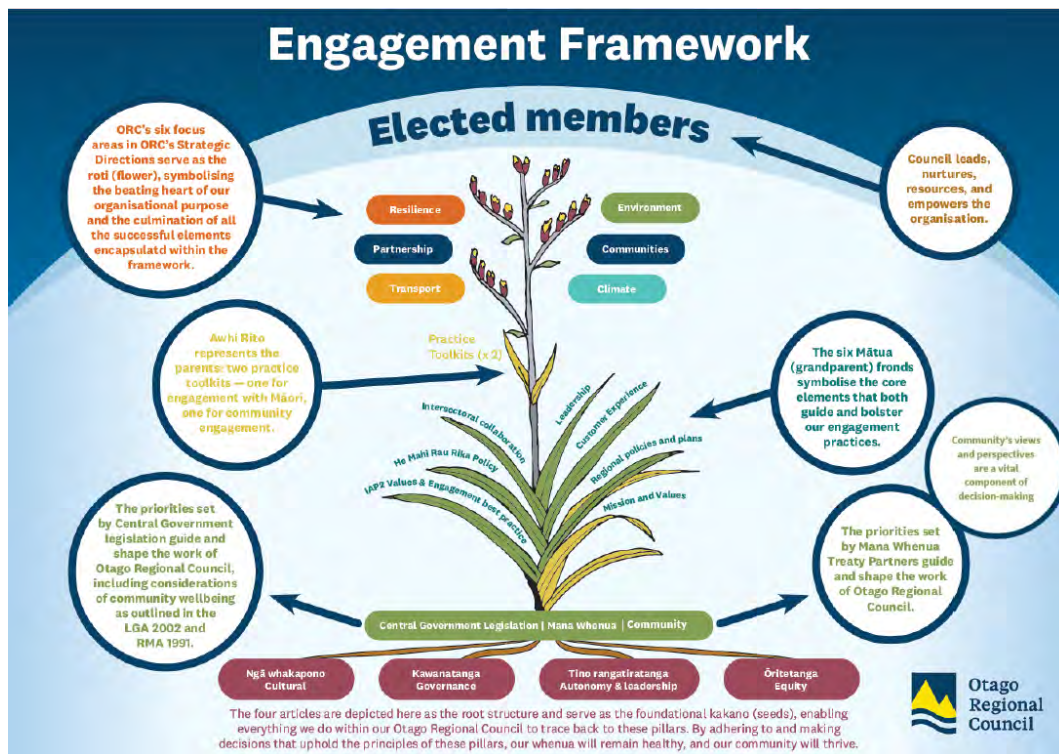 Engagement Framework
Elected members
ORC's six focus
areas in ORC's Strategic
Directions serve as the
roti (flower), symbolising
the beating heart of our
organisational purpose
and the culmination of all
the successful elements
encapsulatd within the
framework.
Resilience
Partnership
Transport
Environment
Communities
Climate
Council leads,
nurtures,
resources, and
empowers the
organisation.
Awhi Rito
represents the
parents: two practice
toolkits — one for
engagement with Māori,
one for community
engagement.
Practice
Toolkits (x 2)
The six Mātua
(grandparent) fronds
symbolise the core
elements that both
guide and bolster
our engagement
practices.
Intersectoral collaboration
He Mahi Rau Rika Policy
IAP2 Values & Engagement best practice
Leadership
Customer Experience
Regional policies and plans
Mission and Values
Community's views
and perspectives
are a vital
component of
decision-making
The priorities set
by Central Government
legislation guide and
shape the work of
Otago Regional Council,
including considerations
of community wellbeing
as outlined in the
LGA 2002 and
RMA 1991.
The priorities set
by Mana Whenua
Treaty Partners guide
and shape the work
of Otago Regional
Council.
Central Government Legislation | Mana Whenua | Community
Ngā whakapono
Cultural
Kawanatanga
Governance
Tino rangatiratanga
Autonomy & leadership
Ōritetanga
Equity
The four articles are depicted here as the root structure and serve as the foundational kakano (seeds), enabling
everything we do within our Otago Regional Council to trace back to these pillars. By adhering to and making
decisions that uphold the principles of these pillars, our whenua will remain healthy, and our community will thrive.
Otago
Regional
Council